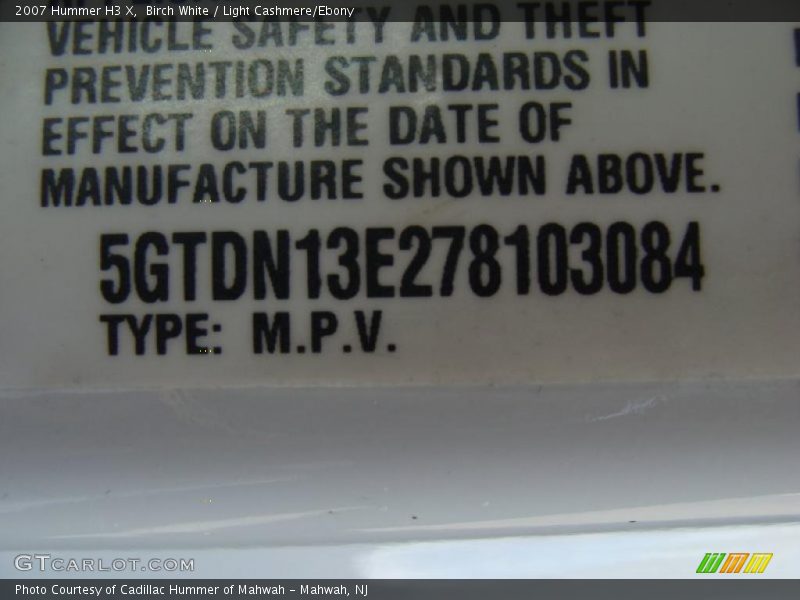 2007 Hummer H3 X,  Birch White / Light Cashmere/Ebony
VEHICLE SAFETY AND THEFT
PREVENTION STANDARDS IN
EFFECT ON THE DATE OF
MANUFACTURE SHOWN ABOVE.
5GTDN13E278103084
TYPE: M.P.V.
GTCARLOT.COM
Photo Courtesy of Cadillac Hummer of Mahwah - Mahwah, NJ